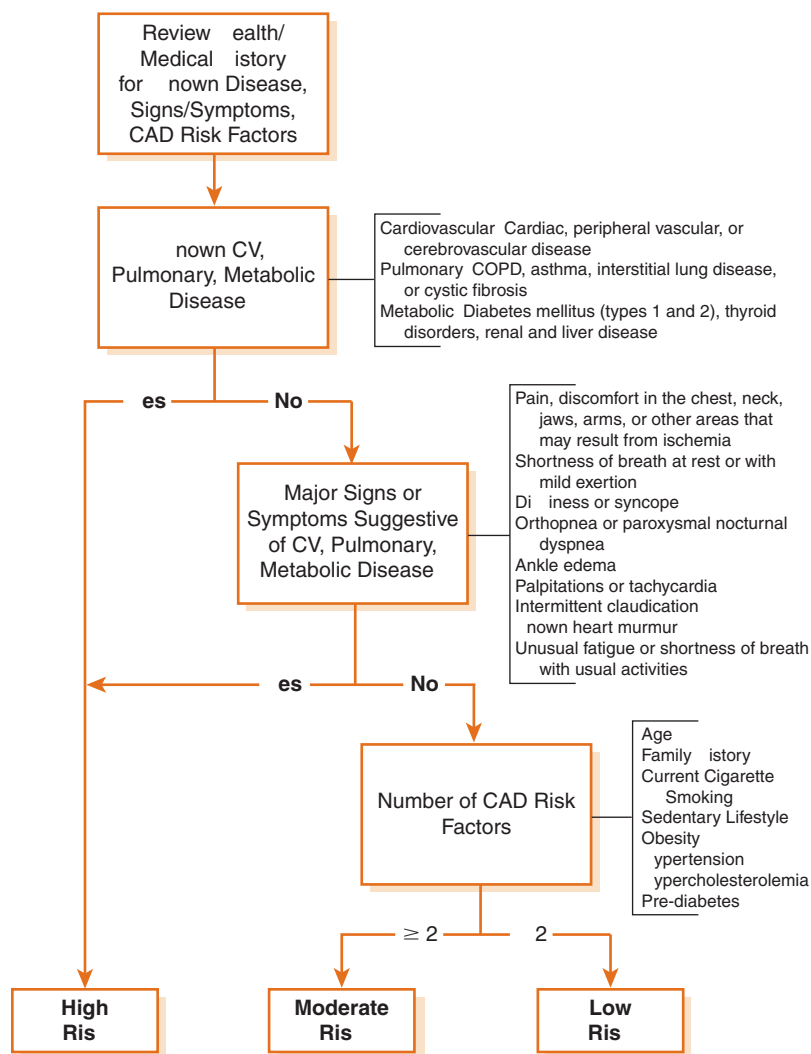 Review ealth/
Medical istory
for nown Disease,
Signs/Symptoms,
CAD Risk Factors
nown CV,
Pulmonary, Metabolic
Disease
Cardiovascular Cardiac, peripheral vascular, or
cerebrovascular disease
Pulmonary COPD, asthma, interstitial lung disease,
or cystic fibrosis
Metabolic Diabetes mellitus (types 1 and 2), thyroid
disorders, renal and liver disease
es No
Major Signs or
Symptoms Suggestive
of CV, Pulmonary,
Metabolic Disease
Pain, discomfort in the chest, neck,
jaws, arms, or other areas that
may result from ischemia
Shortness of breath at rest or with
mild exertion
Di iness or syncope
Orthopnea or paroxysmal nocturnal
dyspnea
Ankle edema
Palpitations or tachycardia
Intermittent claudication
nown heart murmur
Unusual fatigue or shortness of breath
with usual activities
es No
Number of CAD Risk
Factors
Age
Family istory
Current Cigarette
Smoking
Sedentary Lifestyle
Obesity
ypertension
ypercholesterolemia
Pre-diabetes
≥ 2 2
High
Ris
Moderate
Ris
Low
Ris